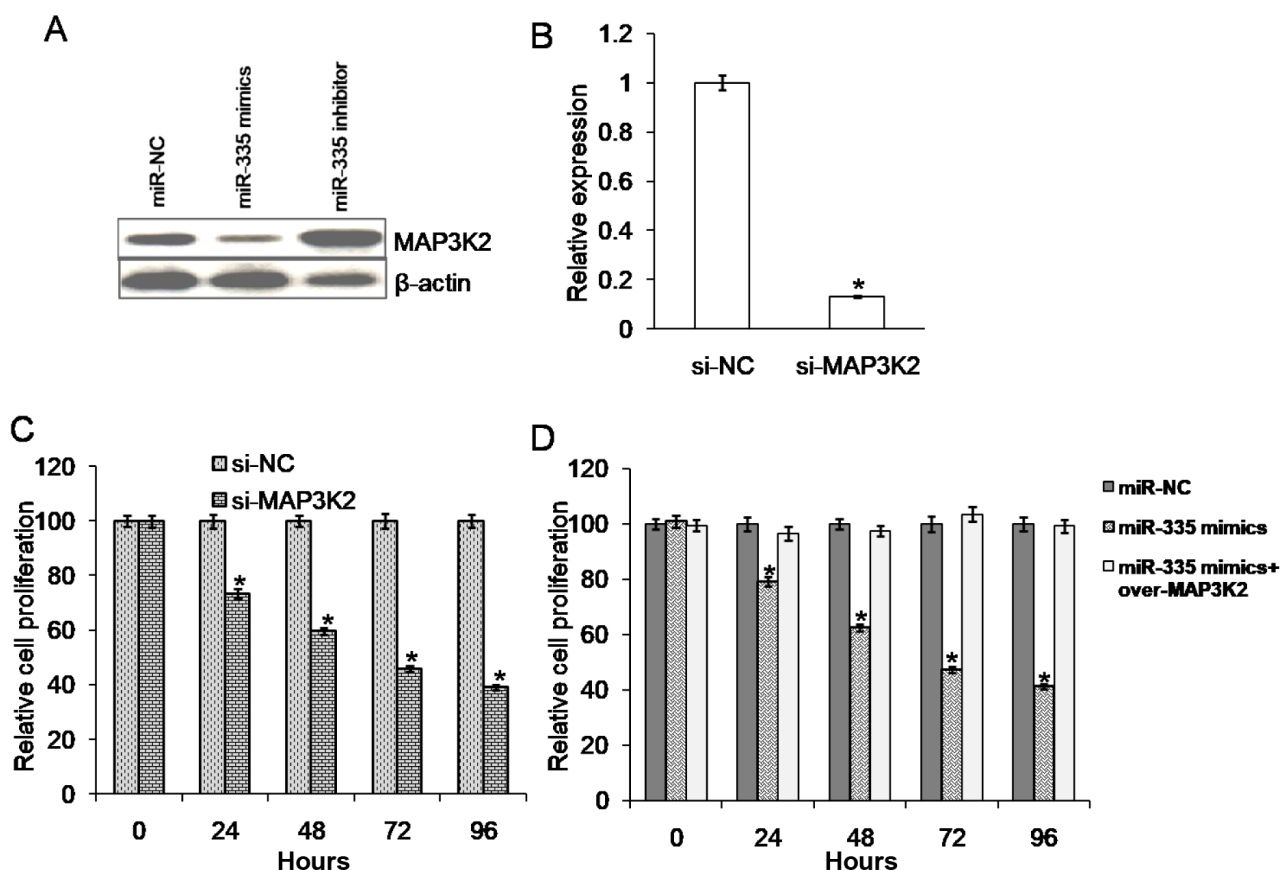 A
miR-NC
miR-335 mimics
miR-335 inhibitor
MAP3K2
β-actin
B
Relative expression
1.2
1
0.8
0.6
0.4
0.2
0
*
si-NC
si-MAP3K2
C
si-NC
si-MAP3K2
Relative cell proliferation
120
100
80
60
40
20
0
*
*
*
*
0 24 48 72 96
Hours
D
miR-NC
miR-335 mimics
miR-335 mimics+
over-MAP3K2
Relative cell proliferation
120
100
80
60
40
20
0
*
*
*
*
0 24 48 72 96
Hours